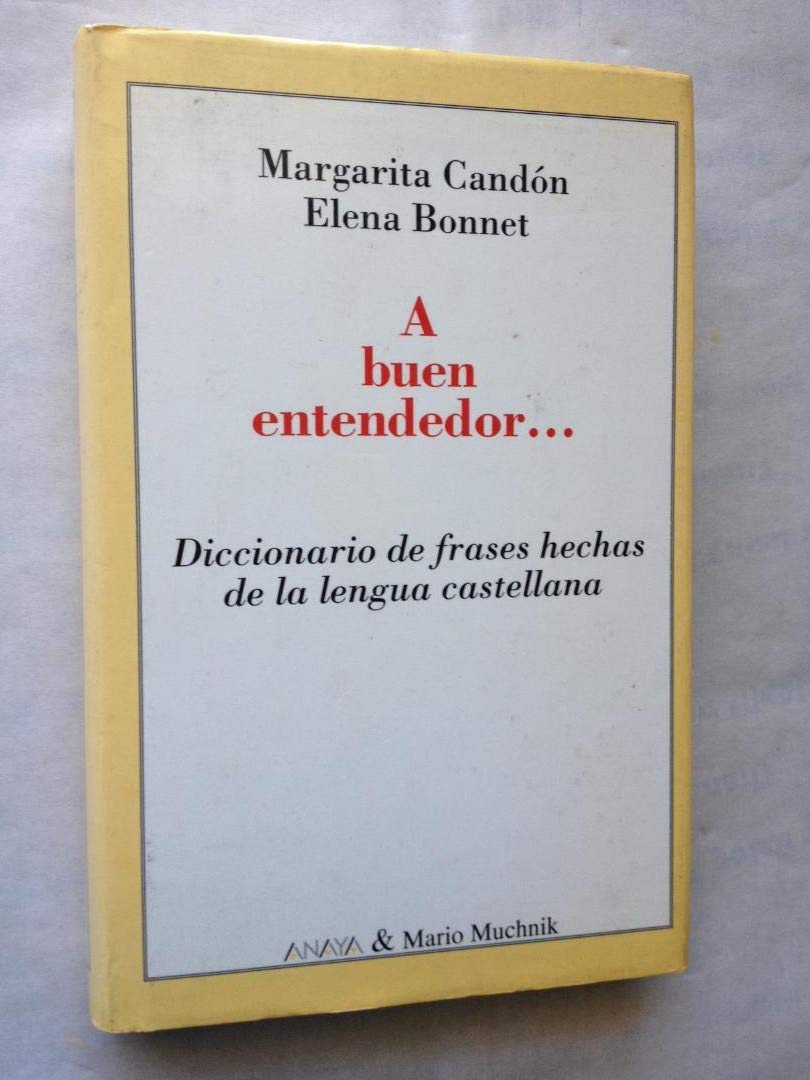 Margarita Candón
Elena Bonnet
A
buen
entendedor...
Diccionario de frases hechas
de la lengua castellana
ANAYA & Mario Muchnik